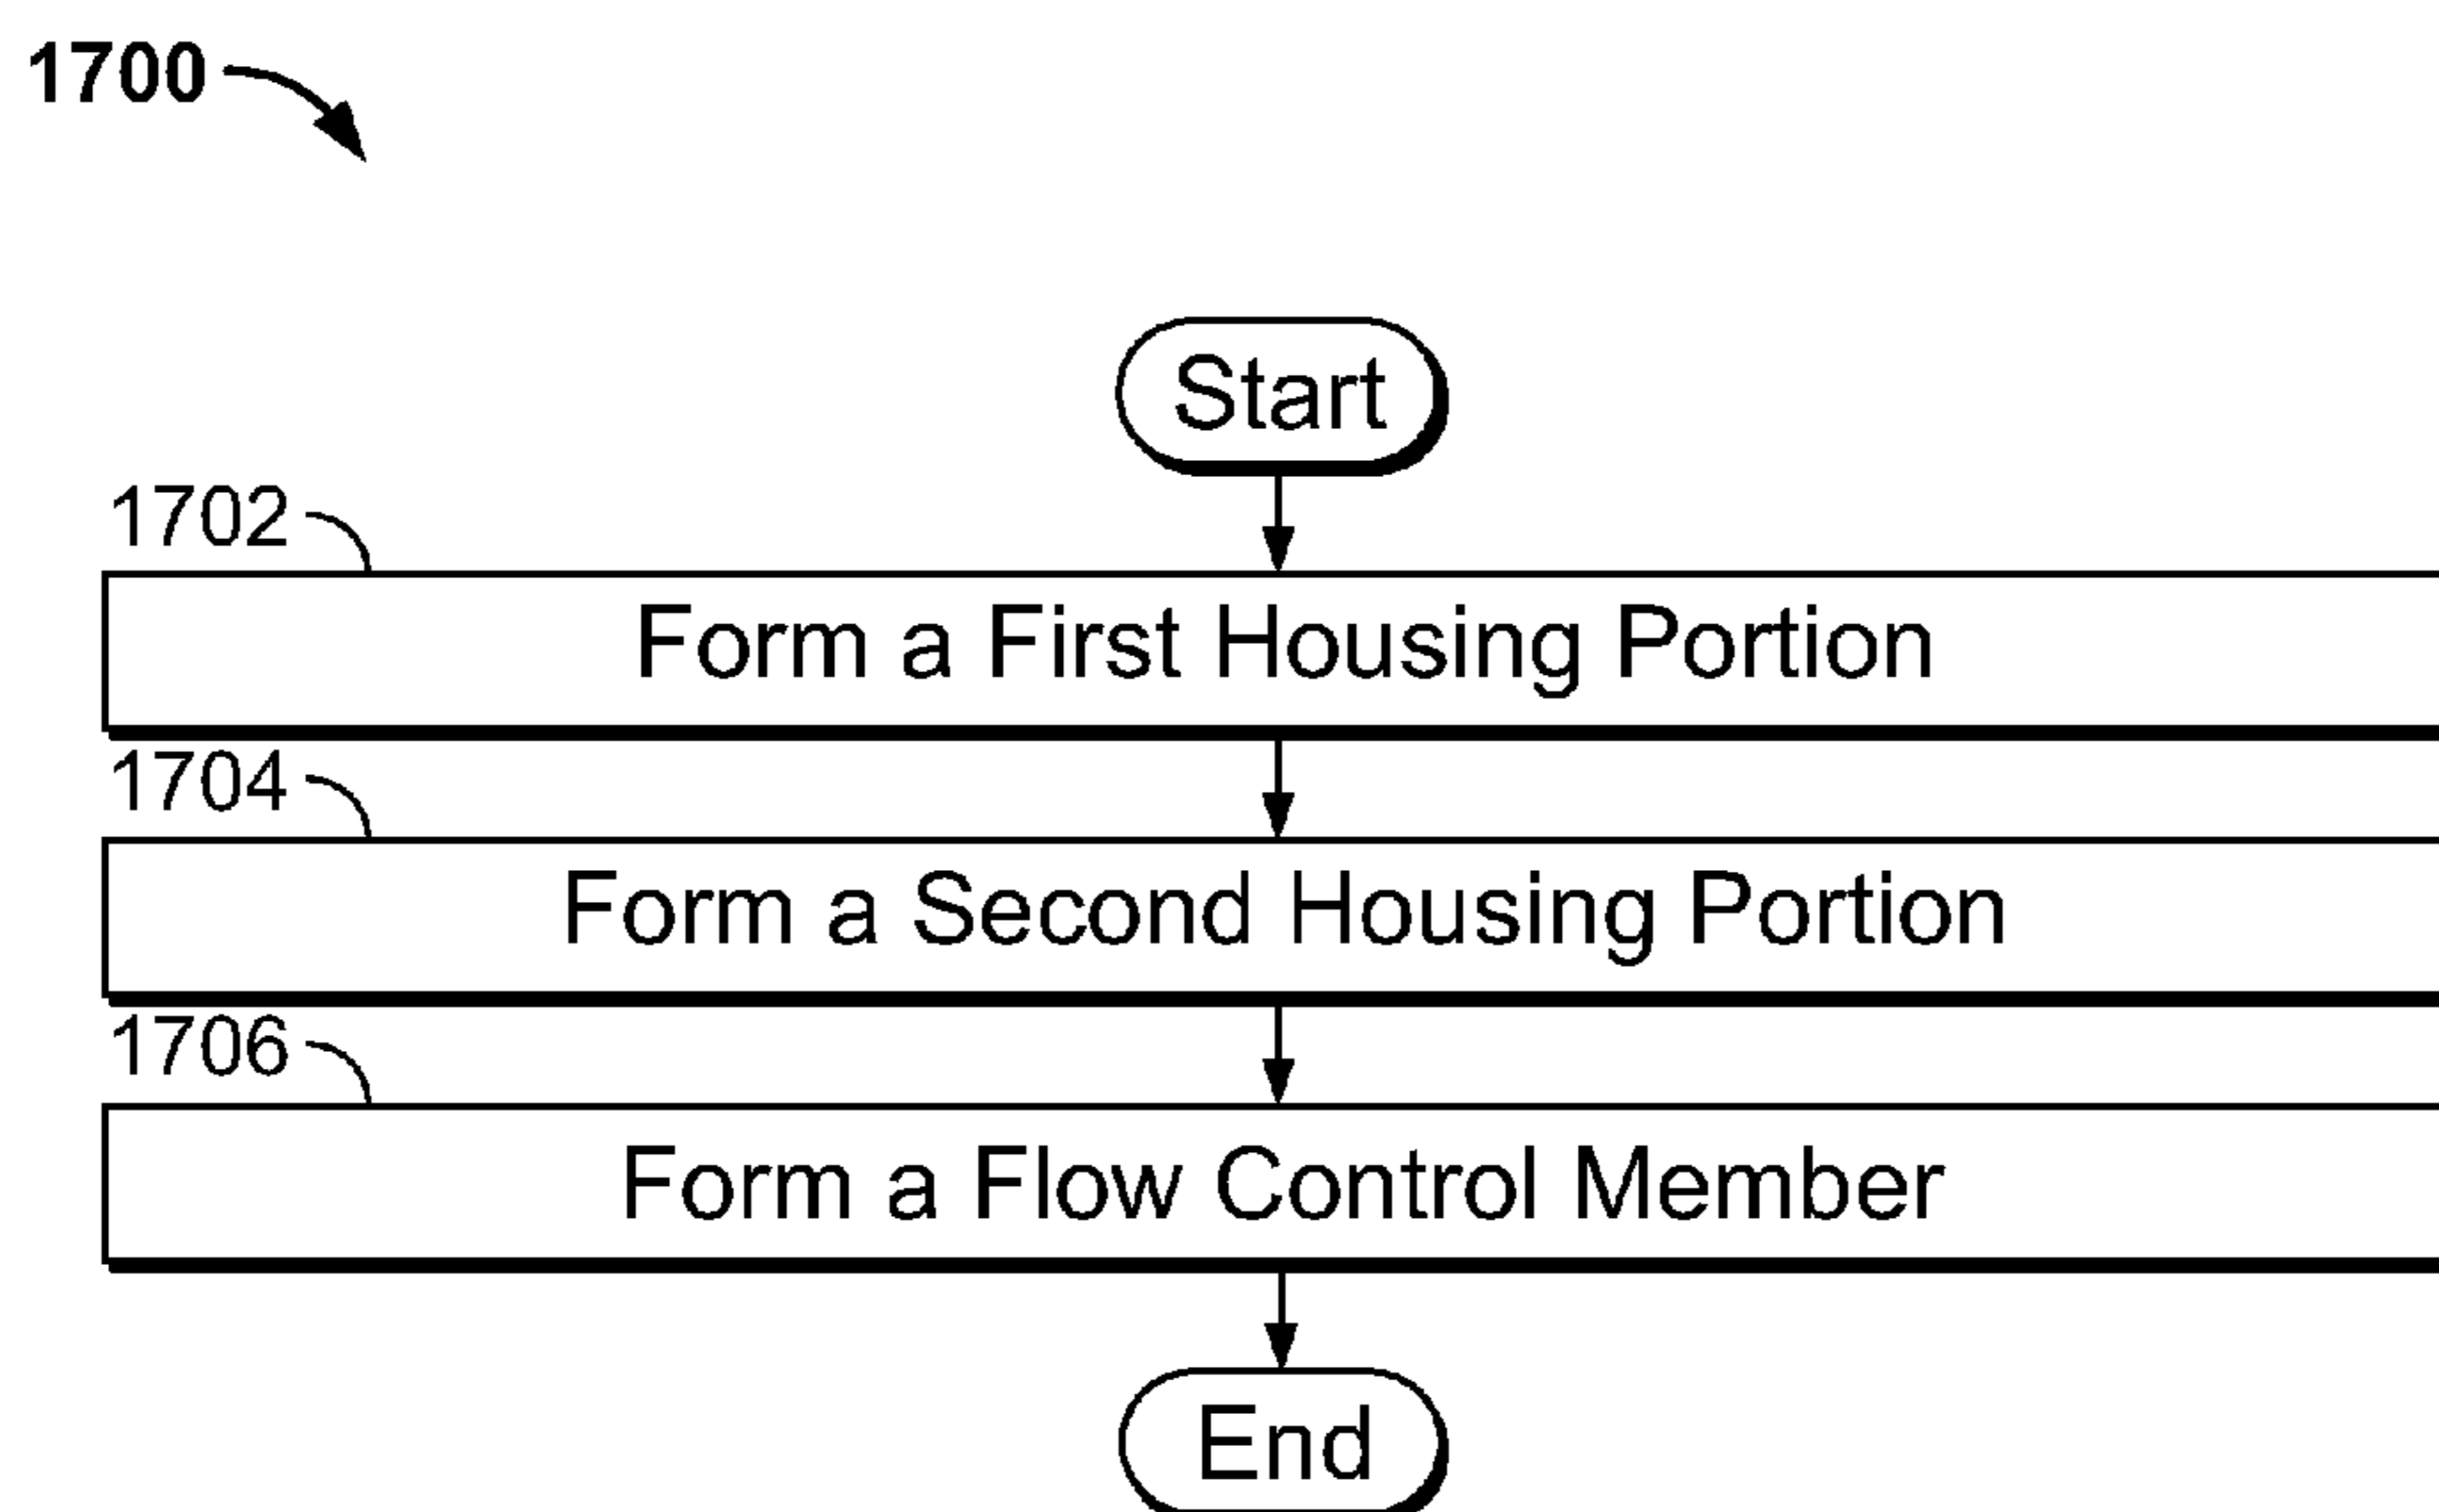 1700
Start
1702
Form a First Housing Portion
1704
Form a Second Housing Portion
1706
Form a Flow Control Member
End